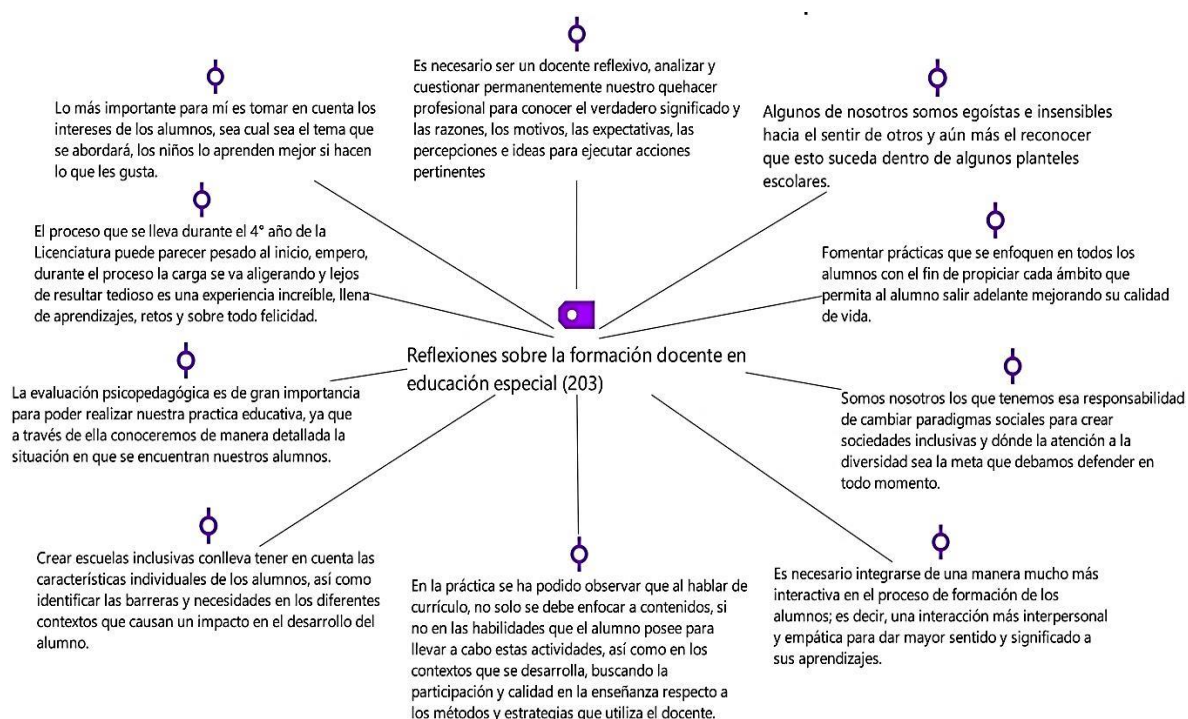 Es necesario ser un docente reflexivo, analizar y
cuestionar permanentemente nuestro quehacer
profesional para conocer el verdadero significado y
las razones, los motivos, las expectativas, las
percepciones e ideas para ejecutar acciones
pertinentes
Lo más importante para mí es tomar en cuenta los
intereses de los alumnos, sea cual sea el tema que
se abordará, los niños lo aprenden mejor si hacen
lo que les gusta.
Algunos de nosotros somos egoístas e insensibles
hacia el sentir de otros y aún más el reconocer
que esto suceda dentro de algunos planteles
escolares.
El proceso que se lleva durante el 4° año de la
Licenciatura puede parecer pesado al inicio, empero,
durante el proceso la carga se va aligerando y lejos
de resultar tedioso es una experiencia increíble, llena
de aprendizajes, retos y sobre todo felicidad.
Fomentar prácticas que se enfoquen en todos los
alumnos con el fin de propiciar cada ámbito que
permita al alumno salir adelante mejorando su calidad
de vida.
Reflexiones sobre la formación docente en
educación especial (203)
La evaluación psicopedagógica es de gran importancia
para poder realizar nuestra practica educativa, ya que
a través de ella conoceremos de manera detallada la
situación en que se encuentran nuestros alumnos.
Somos nosotros los que tenemos esa responsabilidad
de cambiar paradigmas sociales para crear
sociedades inclusivas y dónde la atención a la
diversidad sea la meta que debamos defender en
todo momento.
Crear escuelas inclusivas conlleva tener en cuenta las
características individuales de los alumnos, así como
identificar las barreras y necesidades en los diferentes
contextos que causan un impacto en el desarrollo del
alumno.
En la práctica se ha podido observar que al hablar de
currículo, no solo se debe enfocar a contenidos, si
no en las habilidades que el alumno posee para
llevar a cabo estas actividades, así como en los
contextos que se desarrolla, buscando la
participación y calidad en la enseñanza respecto a
los métodos y estrategias que utiliza el docente.
Es necesario integrarse de una manera mucho más
interactiva en el proceso de formación de los
alumnos; es decir, una interacción más interpersonal
y empática para dar mayor sentido y significado a
sus aprendizajes.